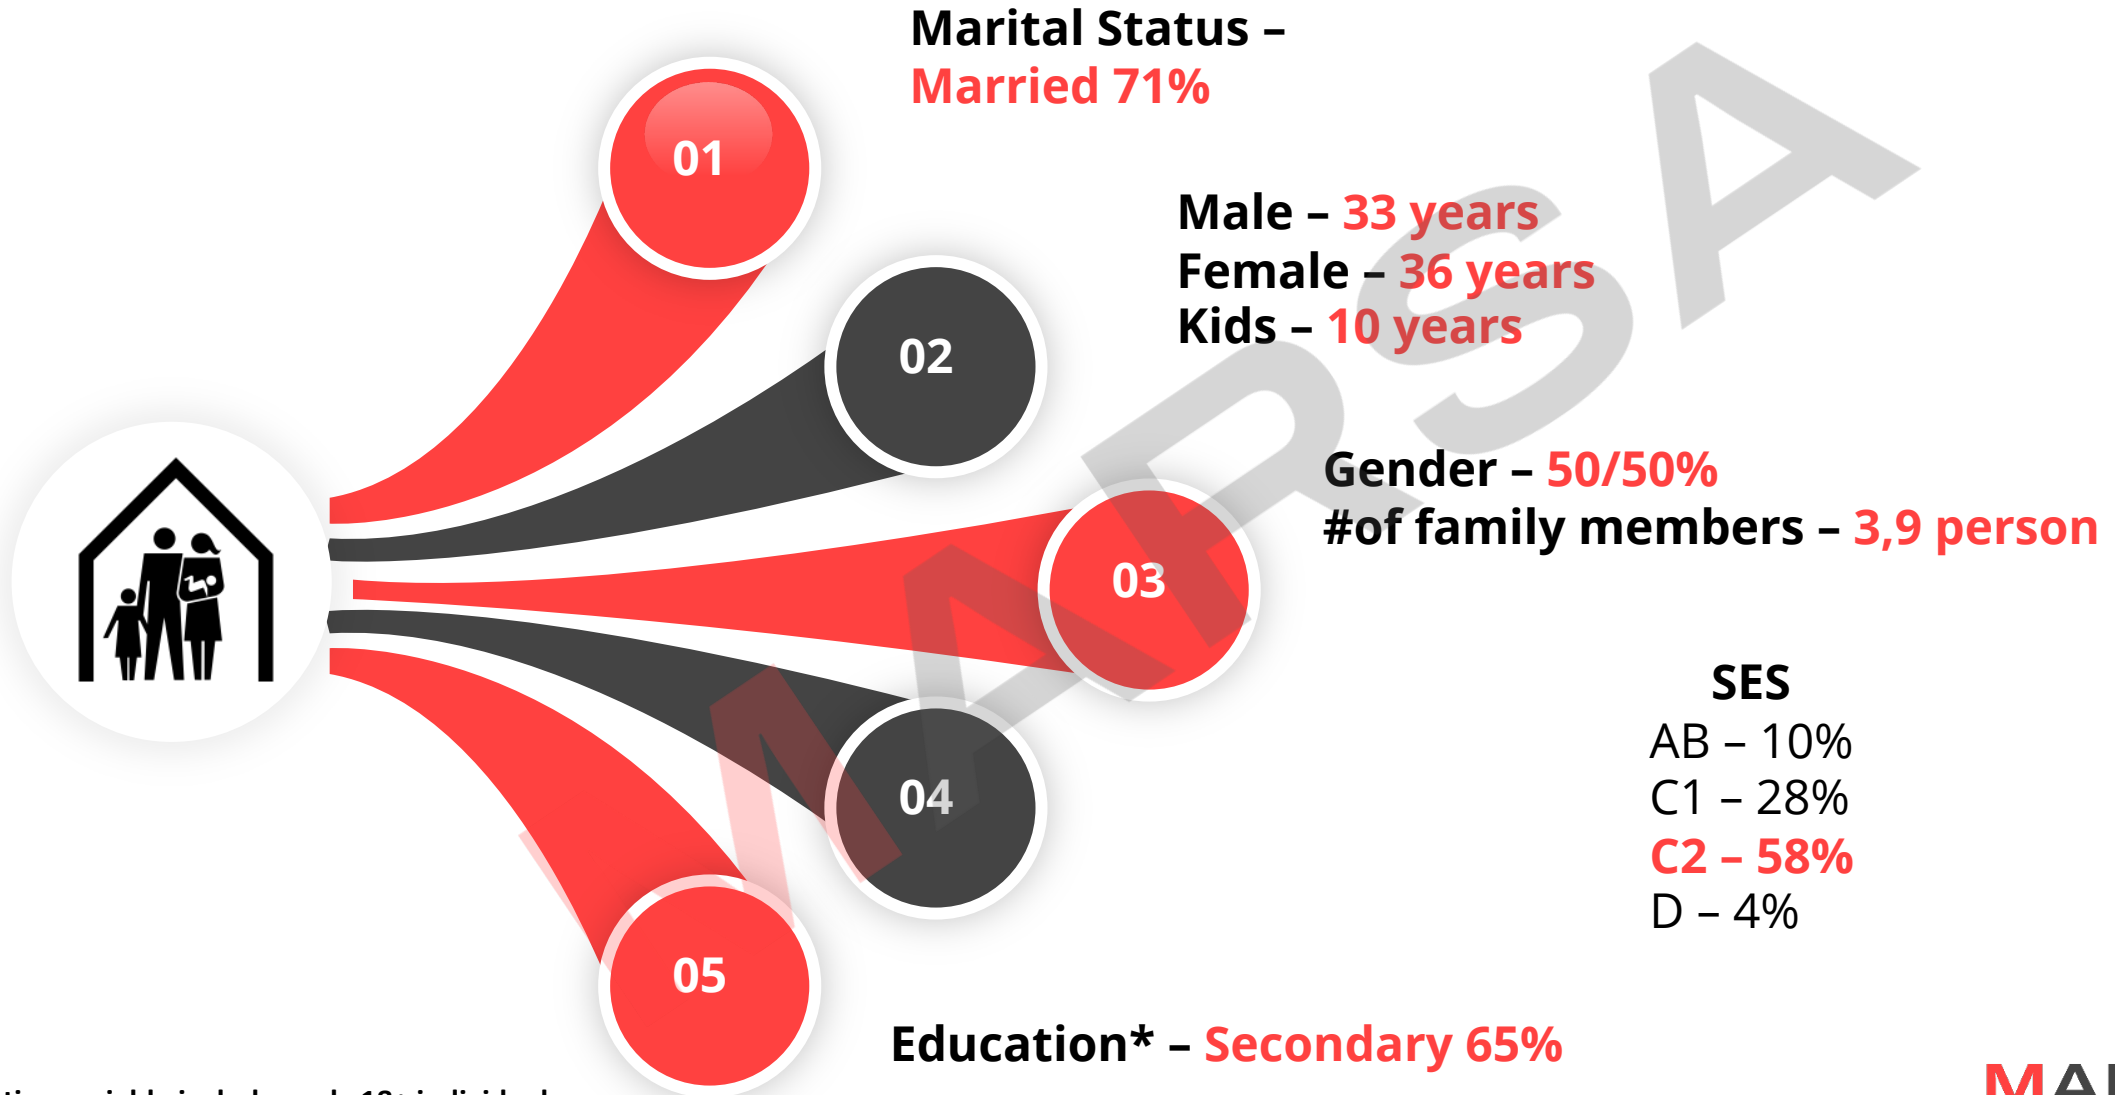 Marital Status –
Married 71%
01
Male – 33 years
Female – 36 years
Kids – 10 years
02
Gender – 50/50%
#of family members – 3,9 person
03
SES
AB – 10%
C1 – 28%
C2 – 58%
D – 4%
04
05
Education* – Secondary 65%
MARSA